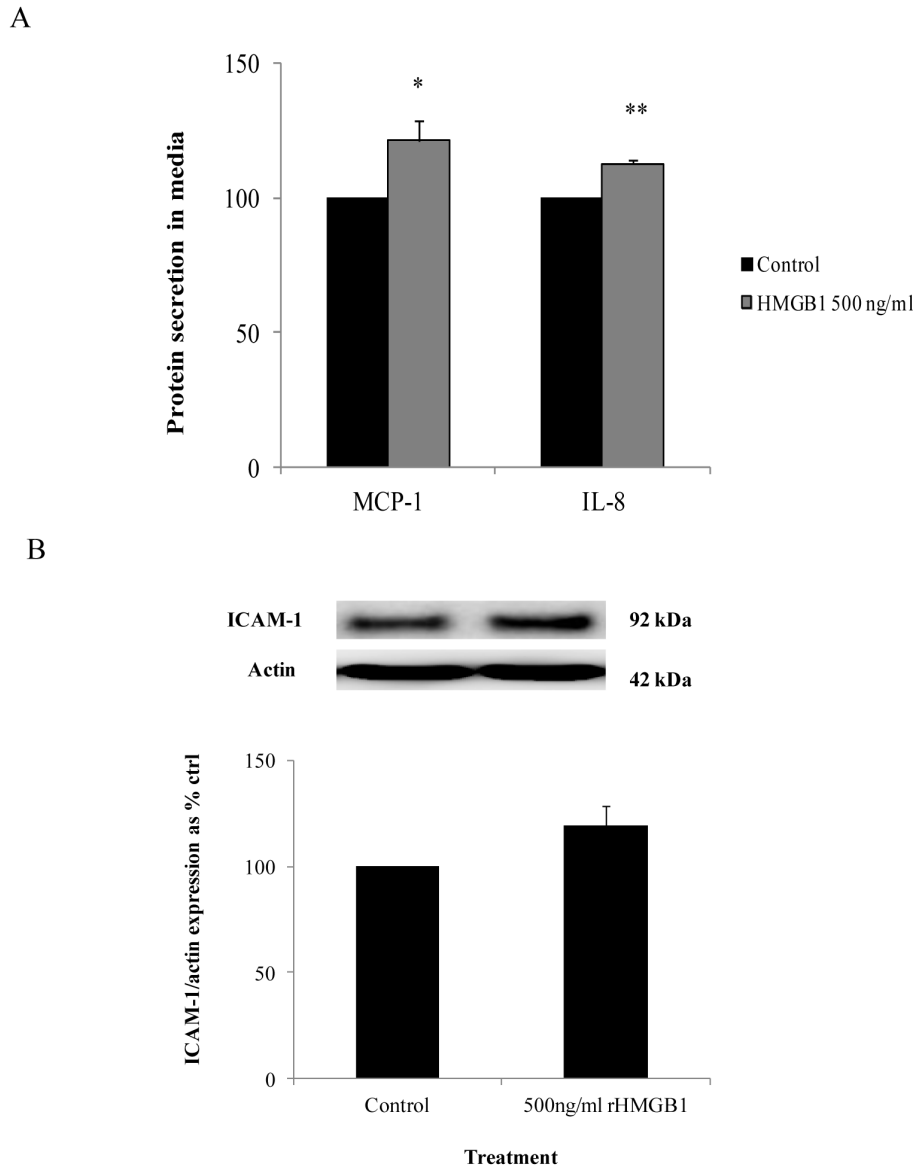 A
150
100
50
0
Protein secretion in media
*
**
MCP-1
IL-8
Control
HMGB1 500 ng/ml
B
ICAM-1
92 kDa
Actin
42 kDa
150
100
50
0
ICAM-1/actin expression as % ctrl
Control
500ng/ml rHMGB1
Treatment